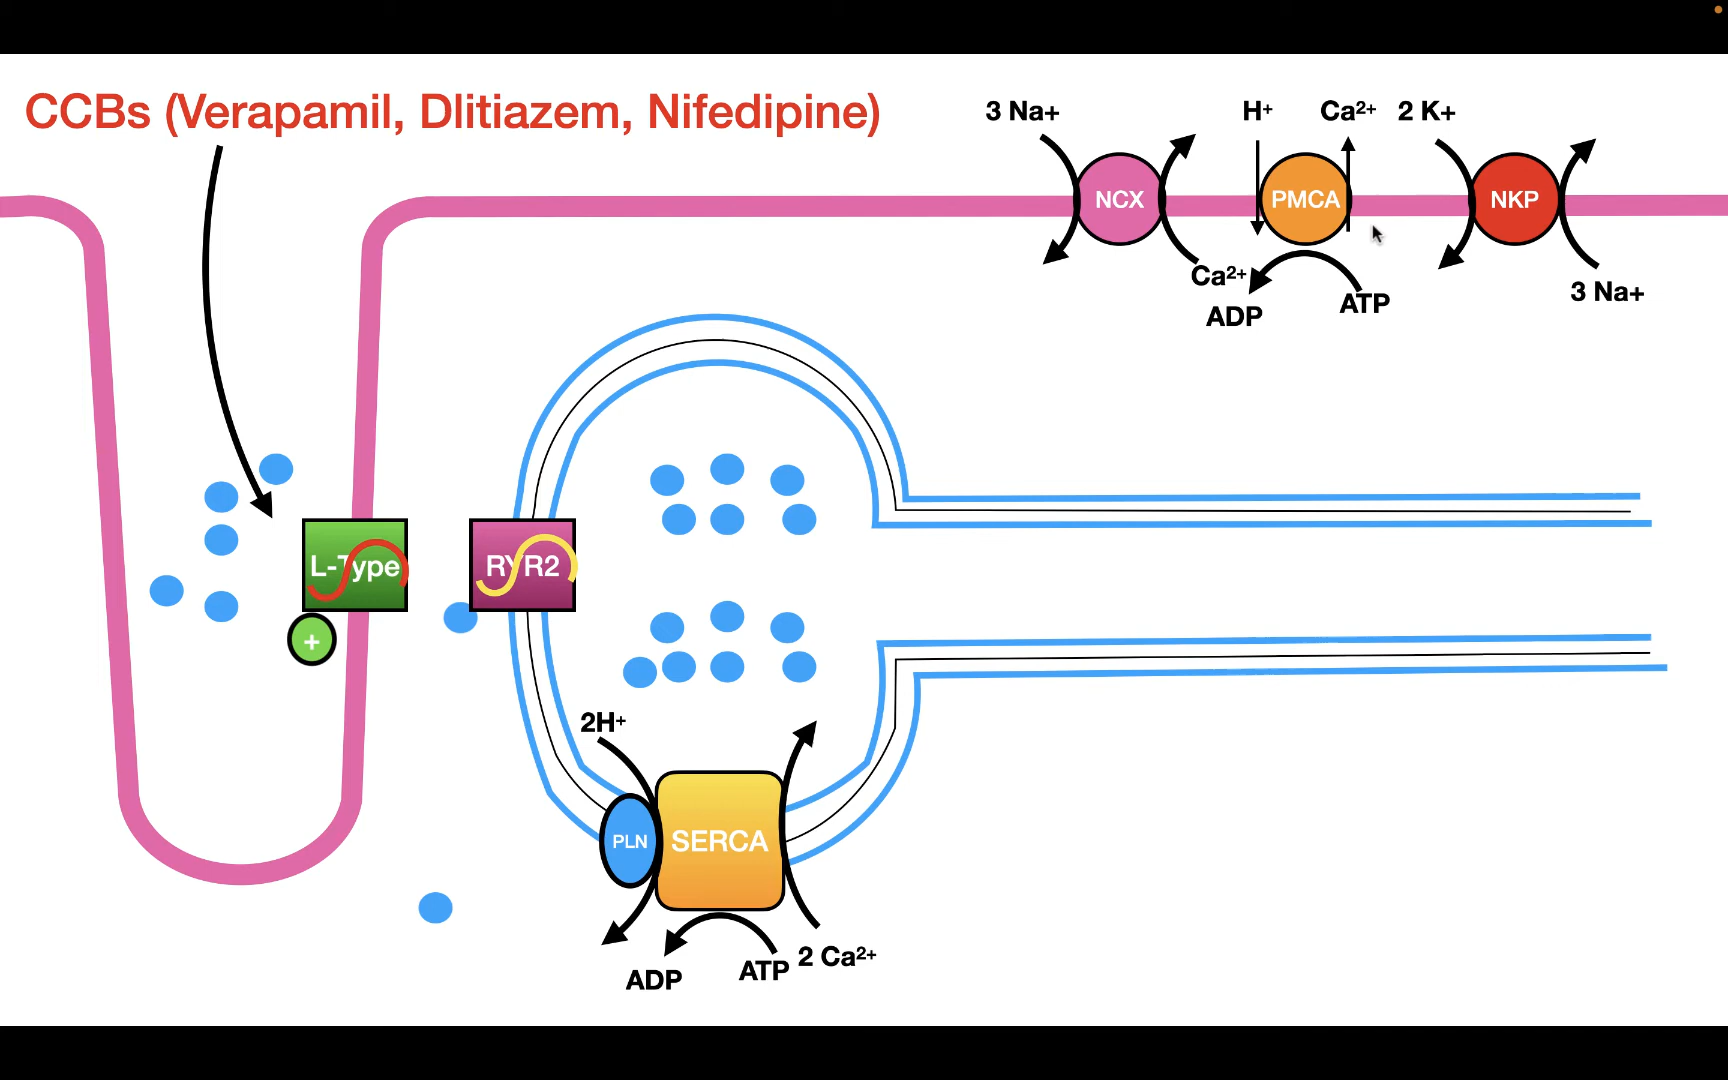 CCBs (Verapamil, Dlitiazem, Nifedipine)
3 Na+
H+
Ca2+
2 K+
NCX
PMCA
NKP
Ca2+
ADP
ATP
3 Na+
L-Type
RYR2
+
2H+
PLN
SERCA
ADP
ATP
2 Ca2+